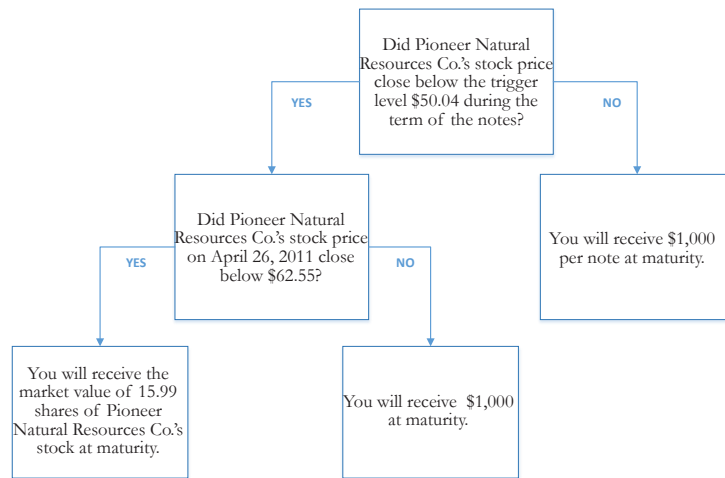 Did Pioneer Natural
Resources Co.'s stock price
close below the trigger
level $50.04 during the
term of the notes?
YES
NO
Did Pioneer Natural
Resources Co.'s stock price
on April 26, 2011 close
below $62.55?
You will receive $1,000
per note at maturity.
YES
NO
You will receive the
market value of 15.99
shares of Pioneer
Natural Resources Co.'s
stock at maturity.
You will receive $1,000
at maturity.